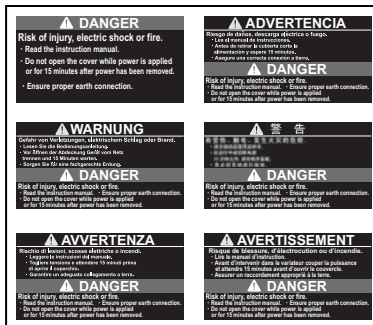 DANGER
Risk of injury, electric shock or fire.
· Read the instruction manual.
· Do not open the cover while power is applied
or for 15 minutes after power has been removed.
· Ensure proper earth connection.
ADVERTENCIA
Riesgo de daños, descarga eléctrica o fuego.
· Lea el manual de instrucciones.
· Antes de retirar la cubierta corte la
alimentación y espere 15 minutos.
· Asegure una correcta conexión a tierra.
DANGER
Risk of injury, electric shock or fire.
· Read the instruction manual. · Ensure proper earth connection.
· Do not open the cover while power is applied
or for 15 minutes after power has been removed.
WARNUNG
Gefahr von Verletzungen, elektrischem Schlag oder Brand.
· Lesen Sie die Bedienungsanleitung.
· Vor Öffnen der Abdeckung Gerät vom Netz
trennen und 15 Minuten warten.
· Sorgen Sie für eine fachgerechte Erdung.
DANGER
Risk of injury, electric shock or fire.
· Read the instruction manual. · Ensure proper earth connection.
· Do not open the cover while power is applied
or for 15 minutes after power has been removed.
警 告
DANGER
Risk of injury, electric shock or fire.
· Read the instruction manual. · Ensure proper earth connection.
· Do not open the cover while power is applied
or for 15 minutes after power has been removed.
AVVERTENZA
Rischio di lesioni, scosse elettriche o incendi.
· Leggere le istruzioni del manuale.
· Togliere tensione e attendere 15 minuti prima
di aprire il coperchio.
· Garantire un adeguato collegamento a terra.
DANGER
Risk of injury, electric shock or fire.
· Read the instruction manual. · Ensure proper earth connection.
· Do not open the cover while power is applied
or for 15 minutes after power has been removed.
AVERTISSEMENT
Risque de blessure, d'électrocution ou d'incendie.
· Lire le manuel d'instruction.
· Avant d'intervenir dans le variateur couper la puissance
et attendre 15 minutes avant d'ouvrir le couvercle.
· Assurer un raccordement approprié à la terre.
DANGER
Risk of injury, electric shock or fire.
· Read the instruction manual. · Ensure proper earth connection.
· Do not open the cover while power is applied
or for 15 minutes after power has been removed.